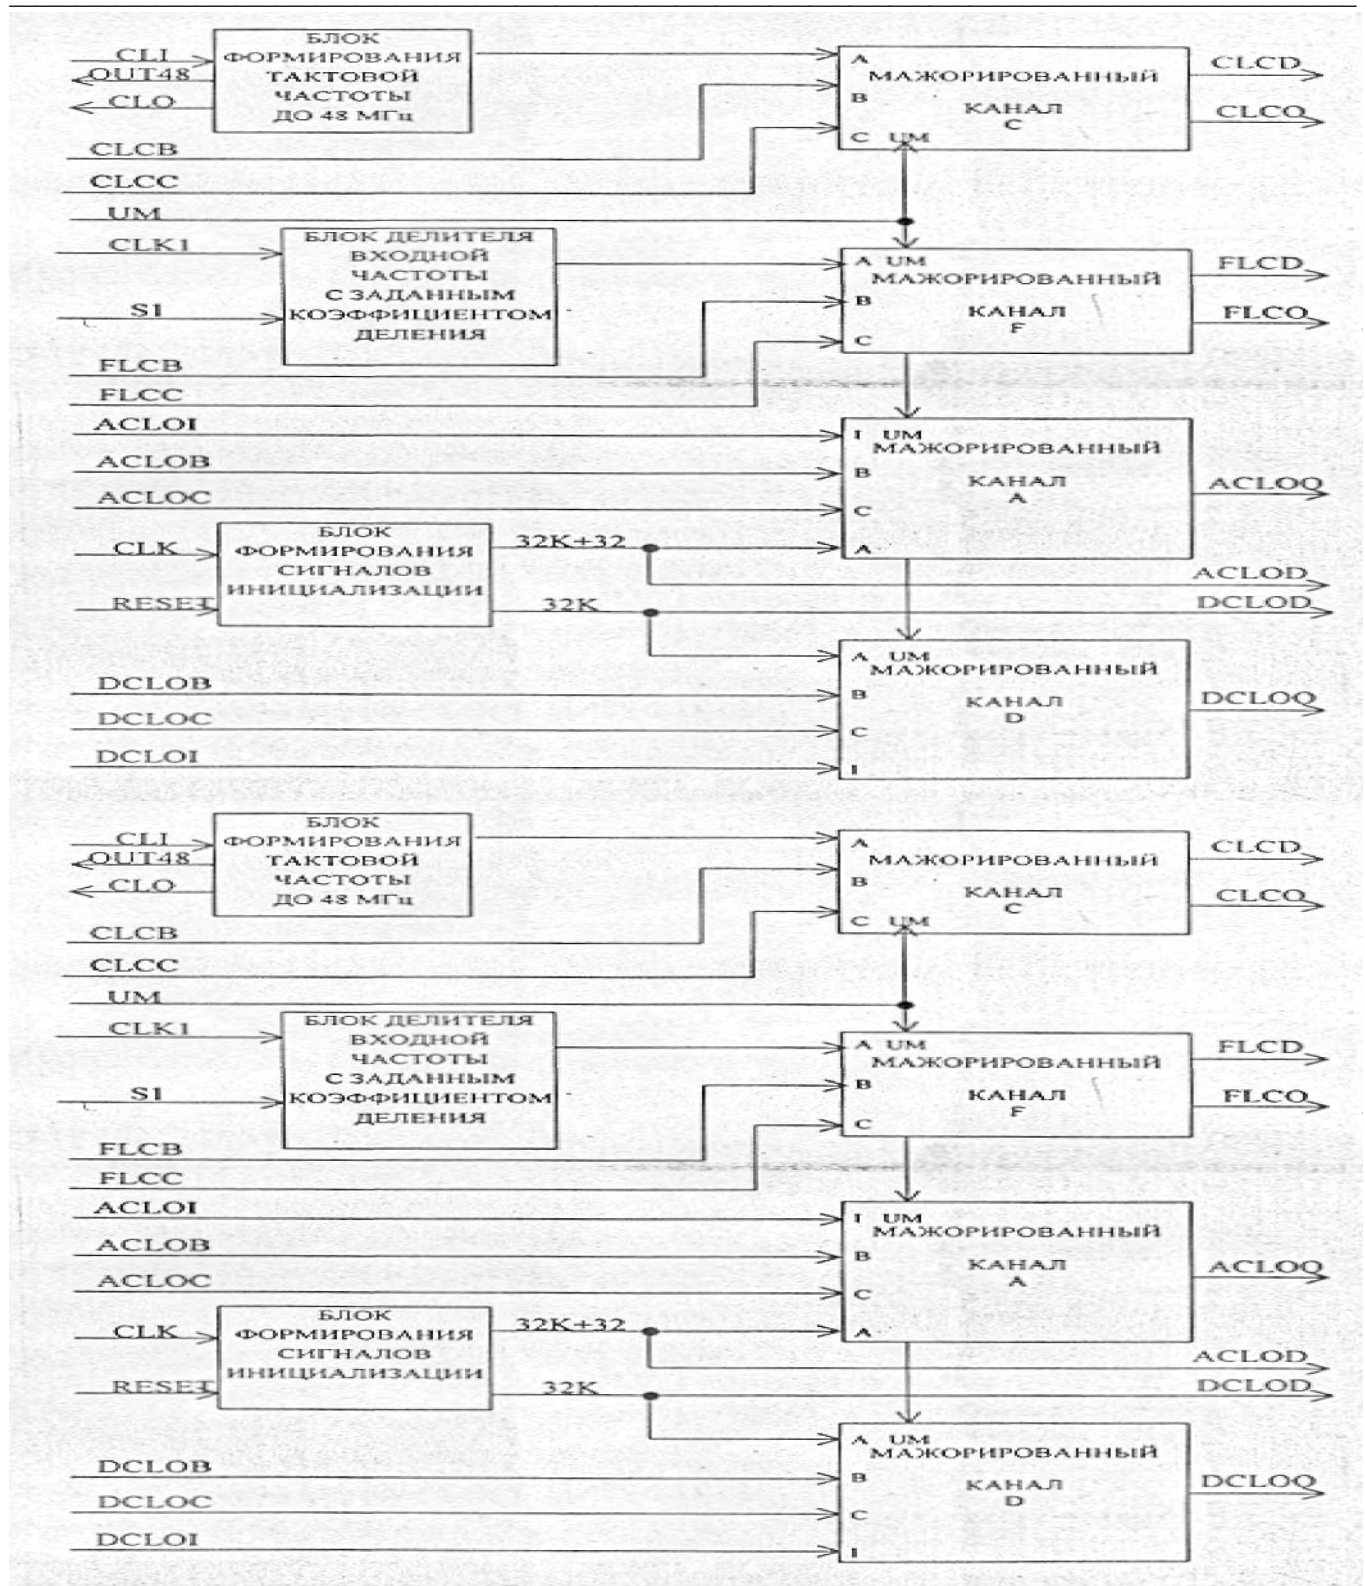 CLI
OUT48
CLO
БЛОК
ФОРМИРОВАНИЯ
ТАКТОВОЙ
ЧАСТОТЫ
ДО 48 МГц
A
B
C UM
МАЖОРИРОВАННЫЙ
КАНАЛ
C
CLCD
CLCQ
CLCB
CLCC
UM
CLK1
S1
БЛОК ДЕЛИТЕЛЯ
ВХОДНОЙ
ЧАСТОТЫ
С ЗАДАННЫМ
КОЭФФИЦИЕНТОМ
ДЕЛЕНИЯ
A UM
МАЖОРИРОВАННЫЙ
B
КАНАЛ
F
C
FLCD
FLCQ
FLCB
FLCC
ACLOI
ACLOB
ACLOC
I UM
МАЖОРИРОВАННЫЙ
B
КАНАЛ
A
C
A
ACLOQ
CLK
RESET
БЛОК
ФОРМИРОВАНИЯ
СИГНАЛОВ
ИНИЦИАЛИЗАЦИИ
32K+32
32K
ACLOD
DCLOD
A UM
МАЖОРИРОВАННЫЙ
B
КАНАЛ
D
C
I
DCLOQ
DCLOB
DCLOC
DCLOI
CLI
OUT48
CLO
БЛОК
ФОРМИРОВАНИЯ
ТАКТОВОЙ
ЧАСТОТЫ
ДО 48 МГц
A
B
C UM
МАЖОРИРОВАННЫЙ
КАНАЛ
C
CLCD
CLCQ
CLCB
CLCC
UM
CLK1
S1
БЛОК ДЕЛИТЕЛЯ
ВХОДНОЙ
ЧАСТОТЫ
С ЗАДАННЫМ
КОЭФФИЦИЕНТОМ
ДЕЛЕНИЯ
A UM
МАЖОРИРОВАННЫЙ
B
КАНАЛ
F
C
FLCD
FLCQ
FLCB
FLCC
ACLOI
ACLOB
ACLOC
I UM
МАЖОРИРОВАННЫЙ
B
КАНАЛ
A
C
A
ACLOQ
CLK
RESET
БЛОК
ФОРМИРОВАНИЯ
СИГНАЛОВ
ИНИЦИАЛИЗАЦИИ
32K+32
32K
ACLOD
DCLOD
A UM
МАЖОРИРОВАННЫЙ
B
КАНАЛ
D
C
I
DCLOQ
DCLOB
DCLOC
DCLOI